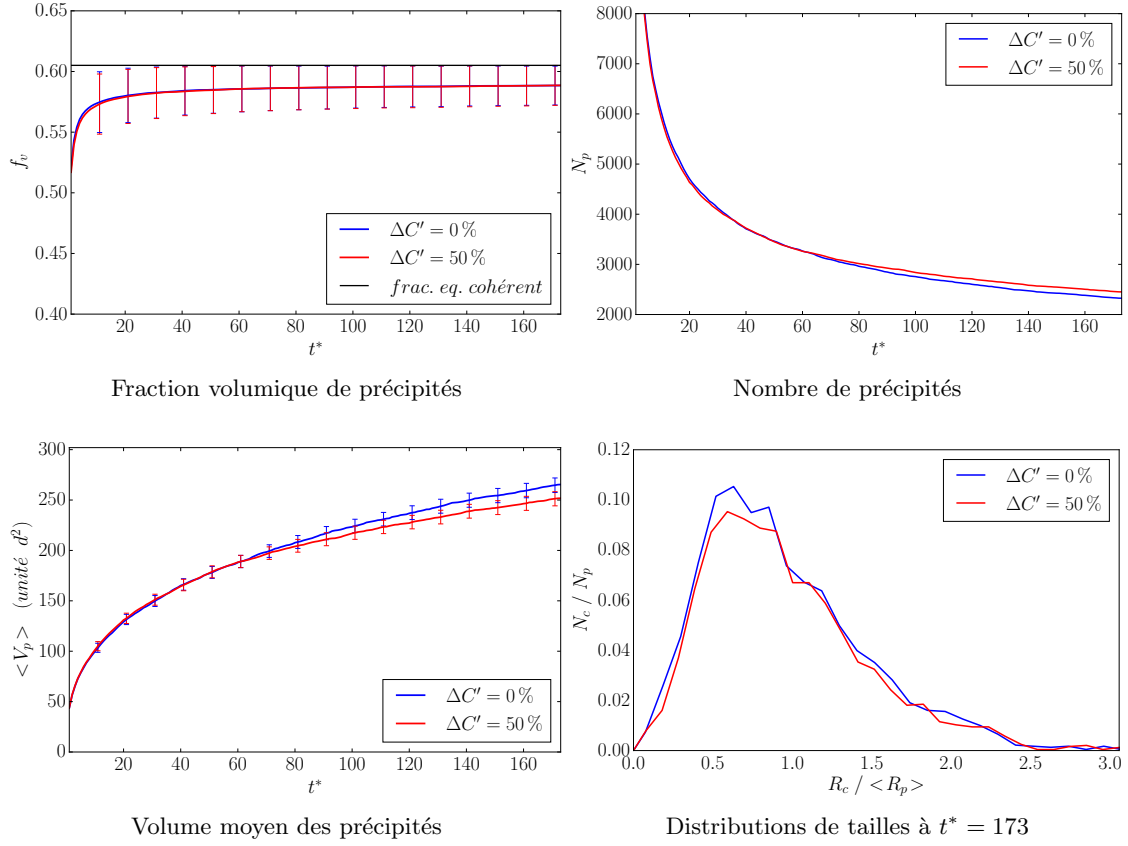 0.65
0.60
0.55
0.50
0.45
0.40
f_v
ΔC′ = 0 %
ΔC′ = 50 %
frac. eq. cohérent
20 40 60 80 100 120 140 160
t*
Fraction volumique de précipités
8000
7000
6000
5000
4000
3000
2000
N_p
ΔC′ = 0 %
ΔC′ = 50 %
20 40 60 80 100 120 140 160
t*
Nombre de précipités
300
250
200
150
100
50
0
<V_p> (unité d²)
ΔC′ = 0 %
ΔC′ = 50 %
20 40 60 80 100 120 140 160
t*
Volume moyen des précipités
0.12
0.10
0.08
0.06
0.04
0.02
0.00
N_c / N_p
ΔC′ = 0 %
ΔC′ = 50 %
0.0 0.5 1.0 1.5 2.0 2.5 3.0
R_c / <R_p>
Distributions de tailles à t* = 173